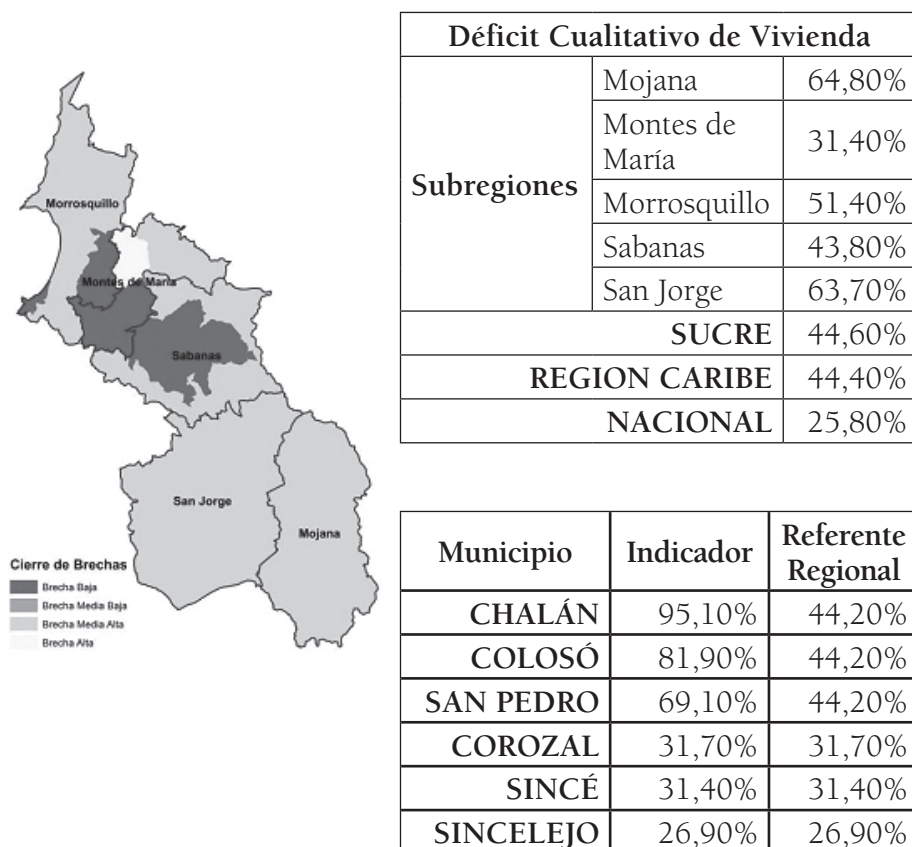 Morrosquillo
Montes de María
Sabanas
San Jorge
Mojana
Cierre de Brechas
Brecha Baja
Brecha Media Baja
Brecha Media Alta
Brecha Alta
Déficit Cualitativo de Vivienda
Subregiones
Mojana 64,80%
Montes de
María 31,40%
Morrosquillo 51,40%
Sabanas 43,80%
San Jorge 63,70%
SUCRE 44,60%
REGION CARIBE 44,40%
NACIONAL 25,80%
Municipio Indicador Referente
Regional
CHALÁN 95,10% 44,20%
COLOSÓ 81,90% 44,20%
SAN PEDRO 69,10% 44,20%
COROZAL 31,70% 31,70%
SINCÉ 31,40% 31,40%
SINCELEJO 26,90% 26,90%